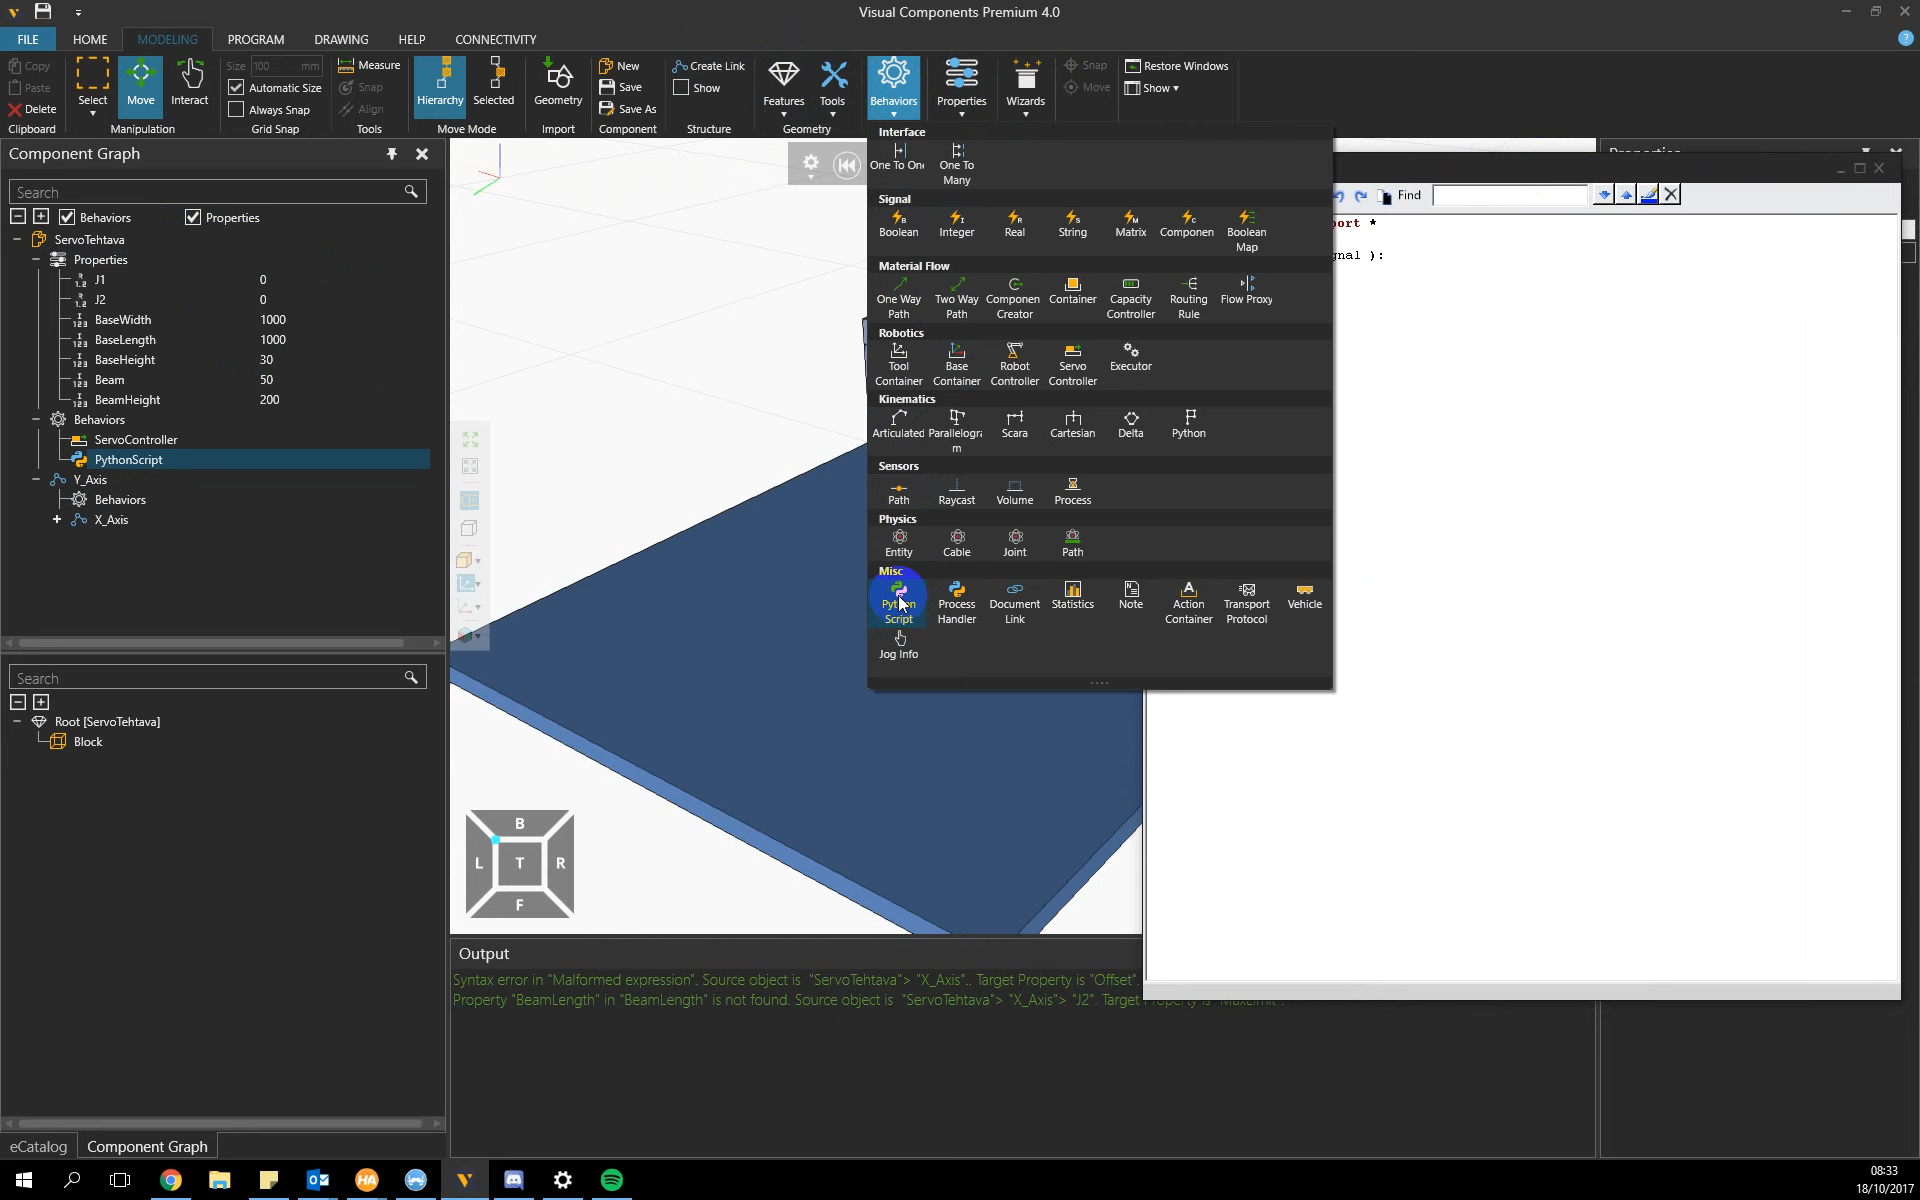 Visual Components Premium 4.0
FILE HOME MODELING PROGRAM DRAWING HELP CONNECTIVITY
Copy
Paste
Delete
Clipboard
Select
Move
Interact
Manipulation
Size 100 mm
Automatic Size
Always Snap
Grid Snap
Measure
Snap
Align
Tools
Hierarchy
Selected
Move Mode
Geometry
Import
New
Save
Save As
Component
Create Link
Show
Structure
Features
Tools
Geometry
Behaviors
Properties
Wizards
Snap
Move
Restore Windows
Show
Component Graph
Search
Behaviors Properties
ServoTehtava
Properties
J1 0
J2 0
BaseWidth 1000
BaseLength 1000
BaseHeight 30
Beam 50
BeamHeight 200
Behaviors
ServoController
PythonScript
Y_Axis
Behaviors
X_Axis
Search
Root [ServoTehtava]
Block
eCatalog Component Graph
Interface
One To One
One To Many
Signal
Boolean Integer Real String Matrix Componen Boolean Map
Material Flow
One Way Path
Two Way Path
Componen Creator
Container
Capacity Controller
Routing Rule
Flow Proxy
Robotics
Tool Container
Base Container
Robot Controller
Servo Controller
Executor
Kinematics
Articulated Parallelogram Scara Cartesian Delta Python
Sensors
Path Raycast Volume Process
Physics
Entity Cable Joint Path
Misc
Python Script
Process Handler
Document Link
Statistics
Note
Action Container
Transport Protocol
Vehicle
Jog Info
Find
ort *
nal ):
B
L T R
F
Output
Syntax error in "Malformed expression". Source object is "ServoTehtava"> "X_Axis".. Target Property is "Offset".
Property "BeamLength" in "BeamLength" is not found. Source object is "ServoTehtava"> "X_Axis"> "J2". Target Property is "MaxLimit".
08:33
18/10/2017